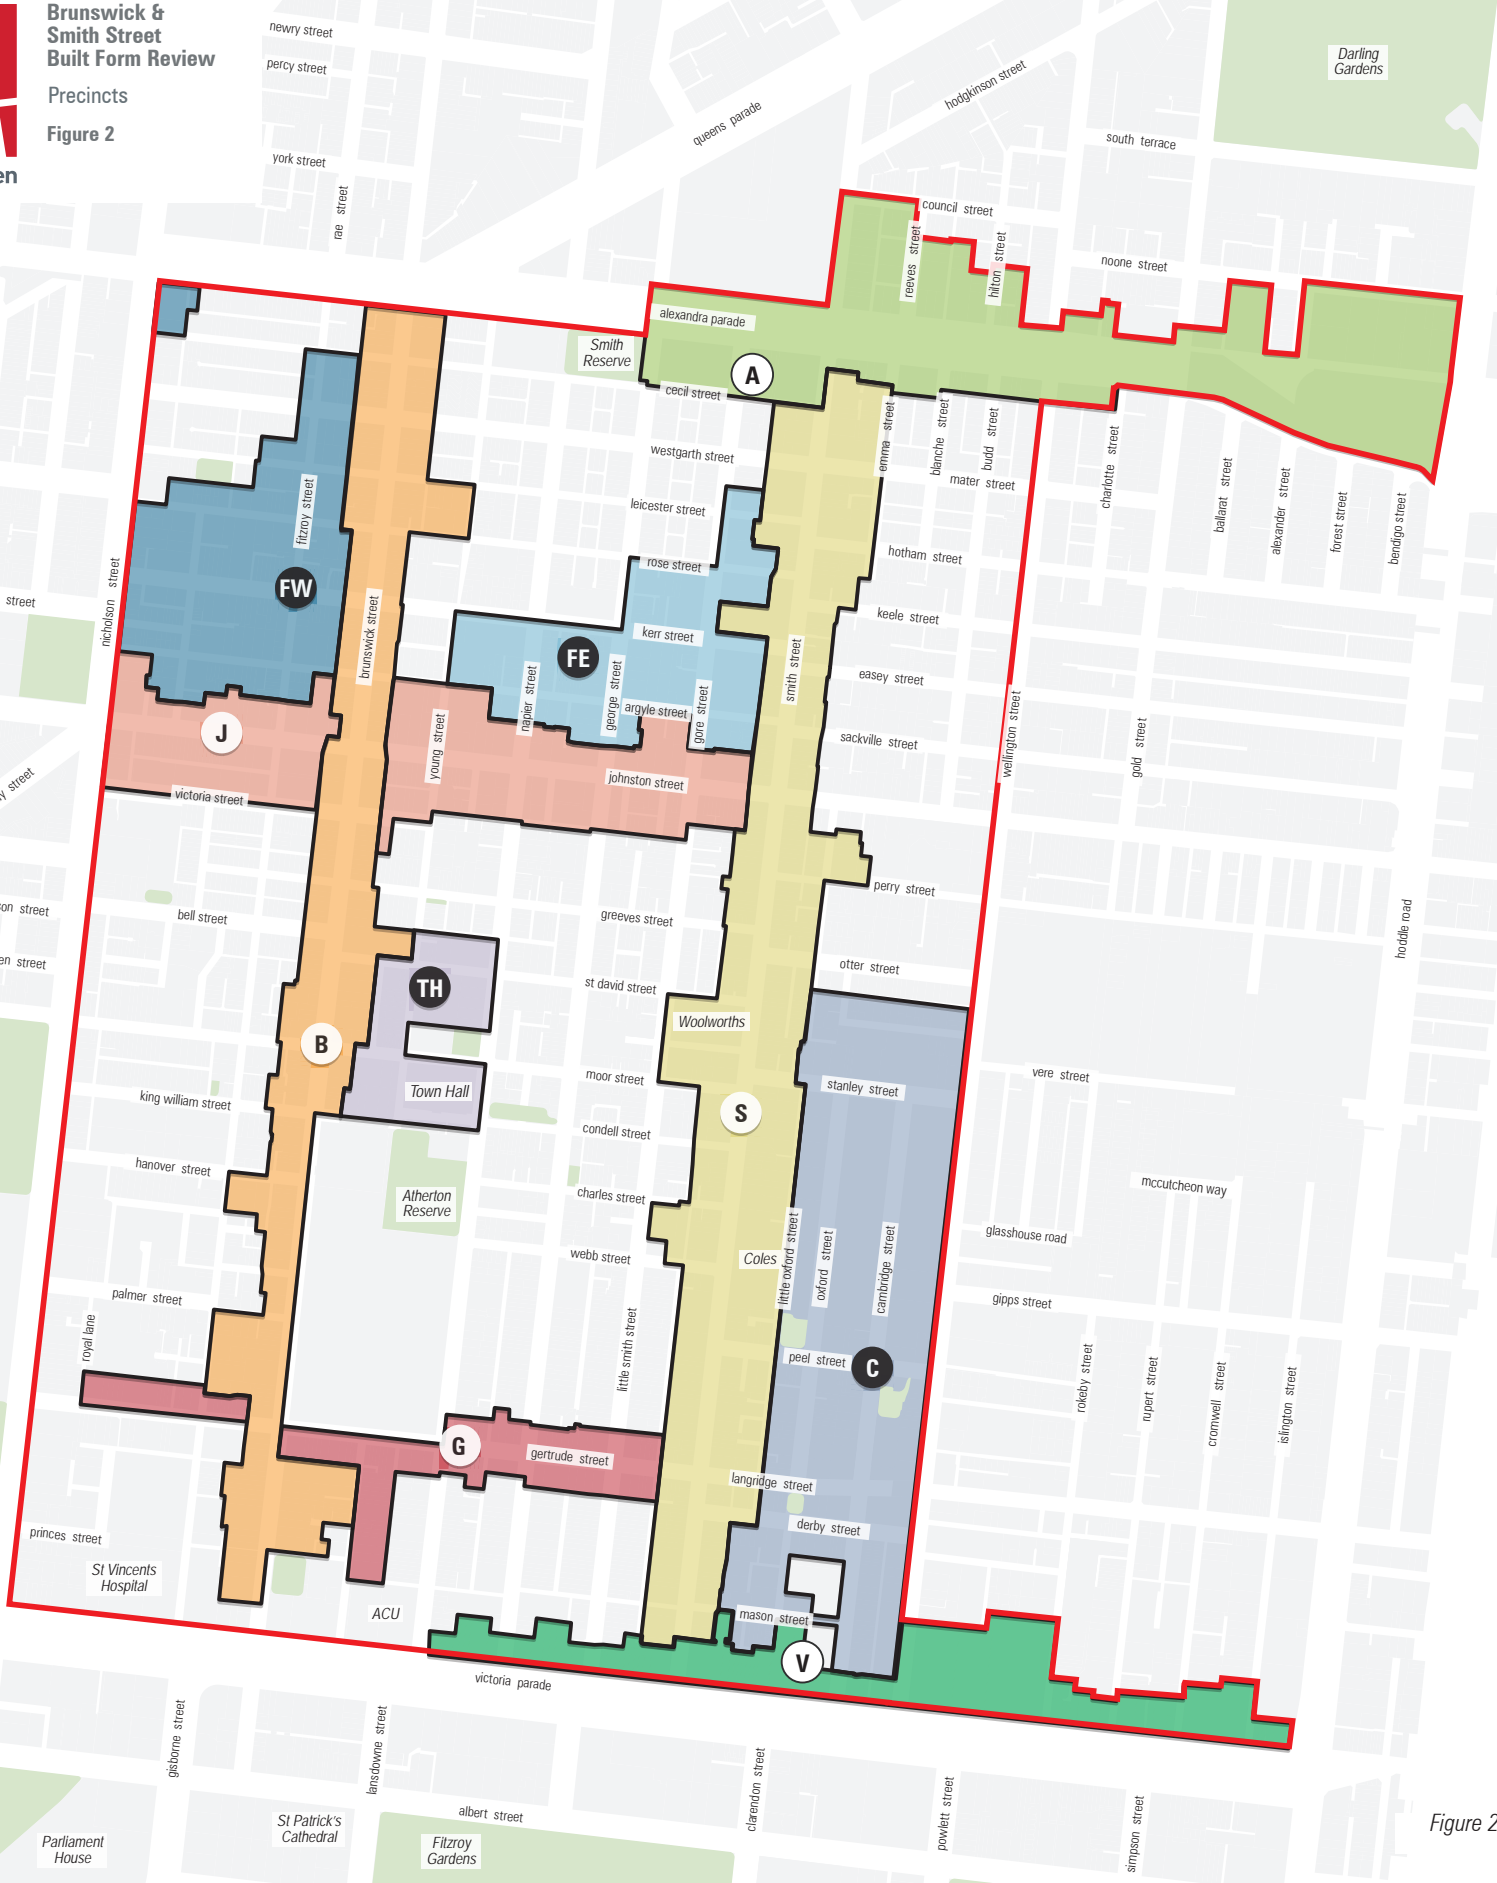 Brunswick &
Smith Street
Built Form Review
Precincts
Figure 2
en
newry street
percy street
york street
rae street
queens parade
hodgkinson street
Darling
Gardens
south terrace
council street
reeves street
hilton street
noone street
alexandra parade
Smith
Reserve
A
cecil street
westgarth street
leicester street
rose street
kerr street
emma street
blanche street
budd street
mater street
charlotte street
ballarat street
alexander street
forest street
bendigo street
hotham street
keele street
easey street
sackville street
fitzroy street
FW
nicholson street
street
brunswick street
FE
napier street
george street
argyle street
gore street
smith street
wellington street
gold street
J
young street
johnston street
victoria street
y street
perry street
son street
bell street
greeves street
hoddle road
en street
otter street
st david street
TH
Woolworths
B
moor street
stanley street
vere street
Town Hall
king william street
S
condell street
hanover street
charles street
mccutcheon way
Atherton
Reserve
webb street
Coles
little oxford street
oxford street
cambridge street
glasshouse road
palmer street
gipps street
royal lane
little smith street
peel street
C
rokeby street
rupert street
cromwell street
islington street
G
gertrude street
langridge street
derby street
princes street
St Vincents
Hospital
ACU
mason street
V
victoria parade
gisborne street
lansdowne street
clarendon street
powlett street
simpson street
albert street
St Patrick's
Cathedral
Fitzroy
Gardens
Parliament
House
Figure 2